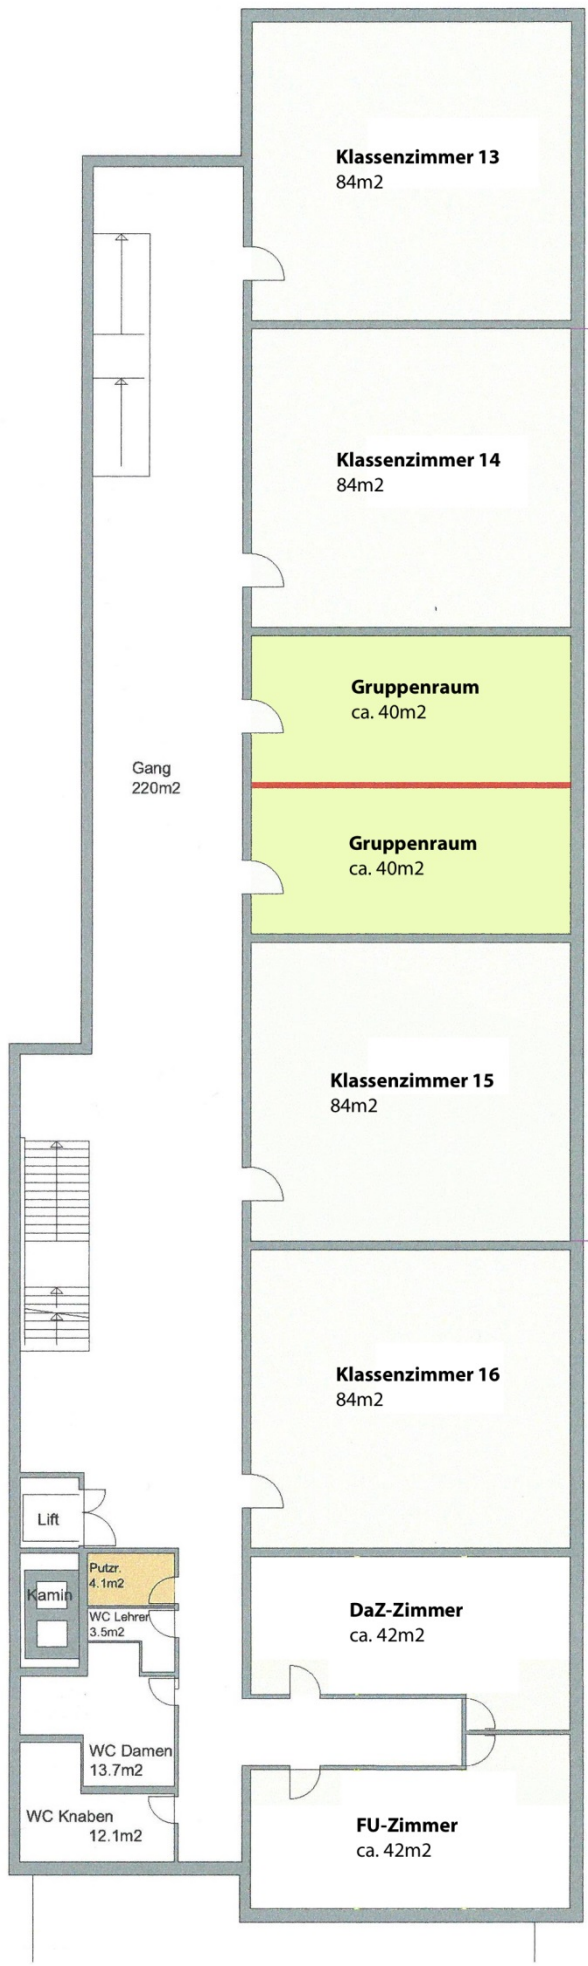 Klassenzimmer 13
84m2
Klassenzimmer 14
84m2
Gruppenraum
ca. 40m2
Gang
220m2
Gruppenraum
ca. 40m2
Klassenzimmer 15
84m2
Klassenzimmer 16
84m2
Lift
Putzr.
4.1m2
Kamin
WC Lehrer
3.5m2
DaZ-Zimmer
ca. 42m2
WC Damen
13.7m2
WC Knaben
12.1m2
FU-Zimmer
ca. 42m2